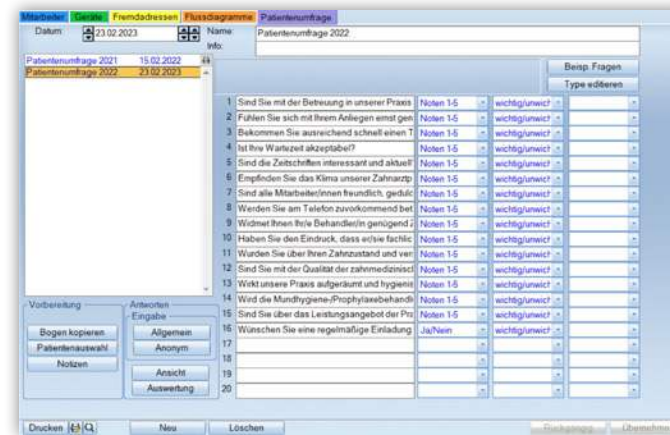 Mitarbeiter Geräte Fremdadressen Flussdiagramme Patientenumfrage
Datum: 23.02.2023 Name: Patientenumfrage 2022
Info:
Patientenumfrage 2021 15.02.2022
Patientenumfrage 2022 23.02.2023
Beisp. Fragen
Type editieren
1 Sind Sie mit der Betreuung in unserer Praxis Noten 1-5 wichtig/unwicht
2 Fühlen Sie sich mit Ihrem Anliegen ernst gen Noten 1-5 wichtig/unwicht
3 Bekommen Sie ausreichend schnell einen T Noten 1-5 wichtig/unwicht
4 Ist Ihre Wartezeit akzeptabel? Noten 1-5 wichtig/unwicht
5 Sind die Zeitschriften interessant und aktuell? Noten 1-5 wichtig/unwicht
6 Empfinden Sie das Klima unserer Zahnarztp Noten 1-5 wichtig/unwicht
7 Sind alle Mitarbeiter/innen freundlich, geduld Noten 1-5 wichtig/unwicht
8 Werden Sie am Telefon zuvorkommend bet Noten 1-5 wichtig/unwicht
9 Widmet Ihnen Ihr/e Behandler/in genügend Z Noten 1-5 wichtig/unwicht
10 Haben Sie den Eindruck, dass er/sie fachlic Noten 1-5 wichtig/unwicht
11 Wurden Sie über Ihren Zahnzustand und ver Noten 1-5 wichtig/unwicht
12 Sind Sie mit der Qualität der zahnmedizinisc Noten 1-5 wichtig/unwicht
13 Wirkt unsere Praxis aufgeräumt und hygienis Noten 1-5 wichtig/unwicht
14 Wird die Mundhygiene-/Prophylaxebehandl Noten 1-5 wichtig/unwicht
15 Sind Sie über das Leistungsangebot der Pra Noten 1-5 wichtig/unwicht
16 Wünschen Sie eine regelmäßige Einladung Ja/Nein wichtig/unwicht
17
18
19
20
Vorbereitung
Bogen kopieren
Patientenauswahl
Notizen
Antworten
Eingabe
Allgemein
Anonym
Ansicht
Auswertung
Drucken Neu Löschen Rückgängig Übernehme